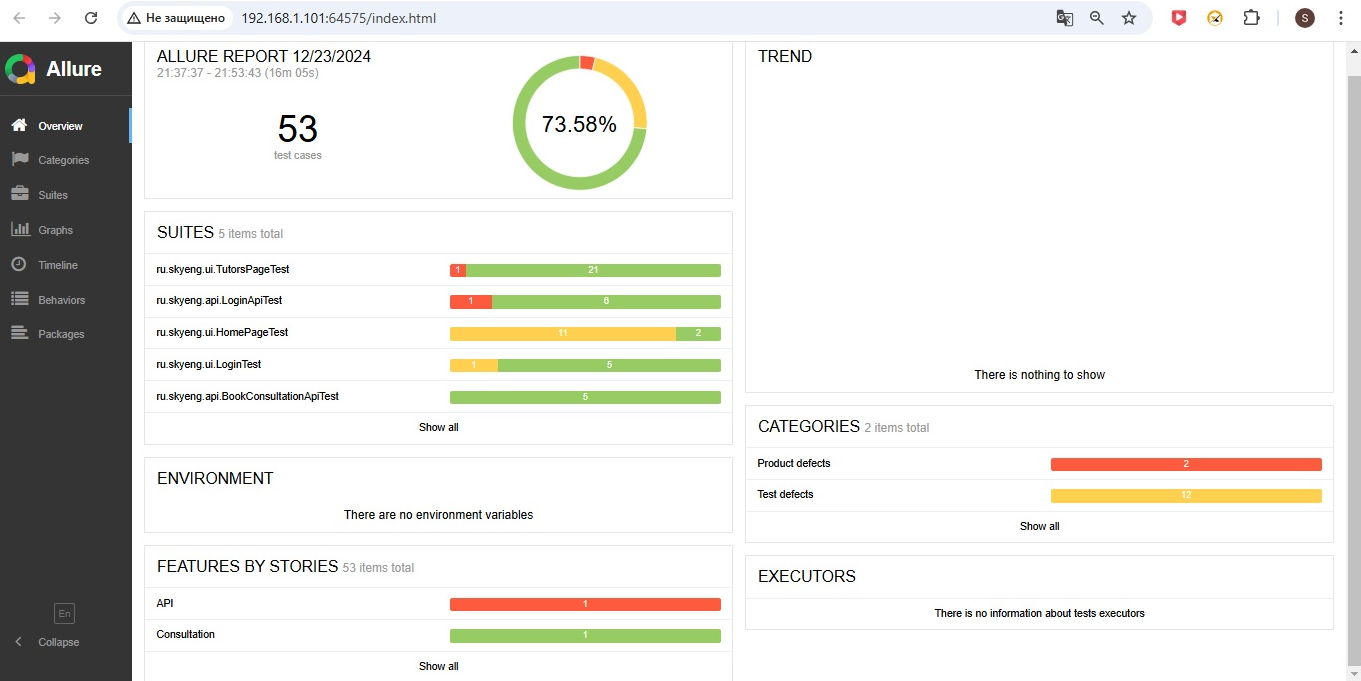 Не защищено 192.168.1.101:64575/index.html
S
Allure
Overview
Categories
Suites
Graphs
Timeline
Behaviors
Packages
En
Collapse
ALLURE REPORT 12/23/2024
21:37:37 - 21:53:43 (16m 05s)
53
test cases
73.58%
SUITES 5 items total
ru.skyeng.ui.TutorsPageTest 1 21
ru.skyeng.api.LoginApiTest 1 6
ru.skyeng.ui.HomePageTest 11 2
ru.skyeng.ui.LoginTest 1 5
ru.skyeng.api.BookConsultationApiTest 5
Show all
ENVIRONMENT
There are no environment variables
FEATURES BY STORIES 53 items total
API 1
Consultation 1
Show all
TREND
There is nothing to show
CATEGORIES 2 items total
Product defects 2
Test defects 12
Show all
EXECUTORS
There is no information about tests executors